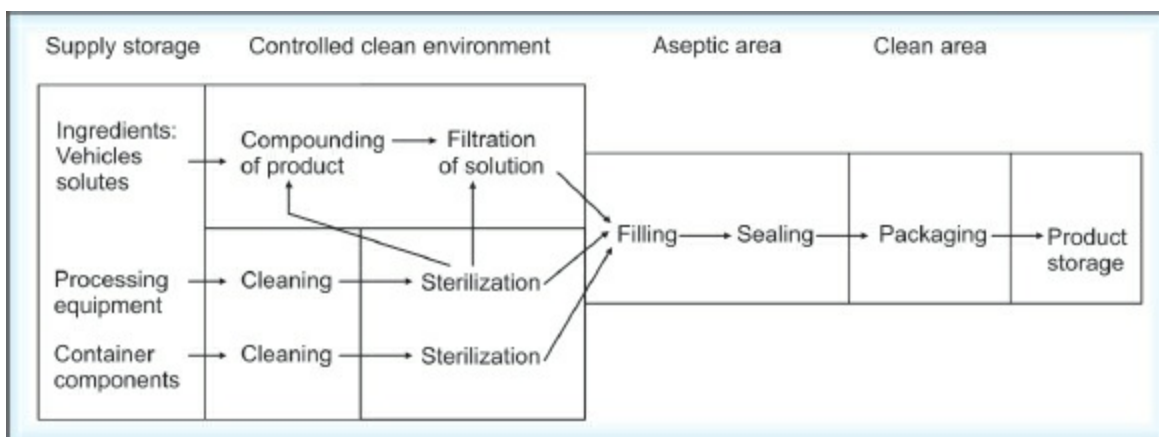 Supply storage
Controlled clean environment
Aseptic area
Clean area
Ingredients:
Vehicles
solutes
Compounding
of product
Filtration
of solution
Filling
Sealing
Packaging
Product
storage
Processing
equipment
Cleaning
Sterilization
Container
components
Cleaning
Sterilization